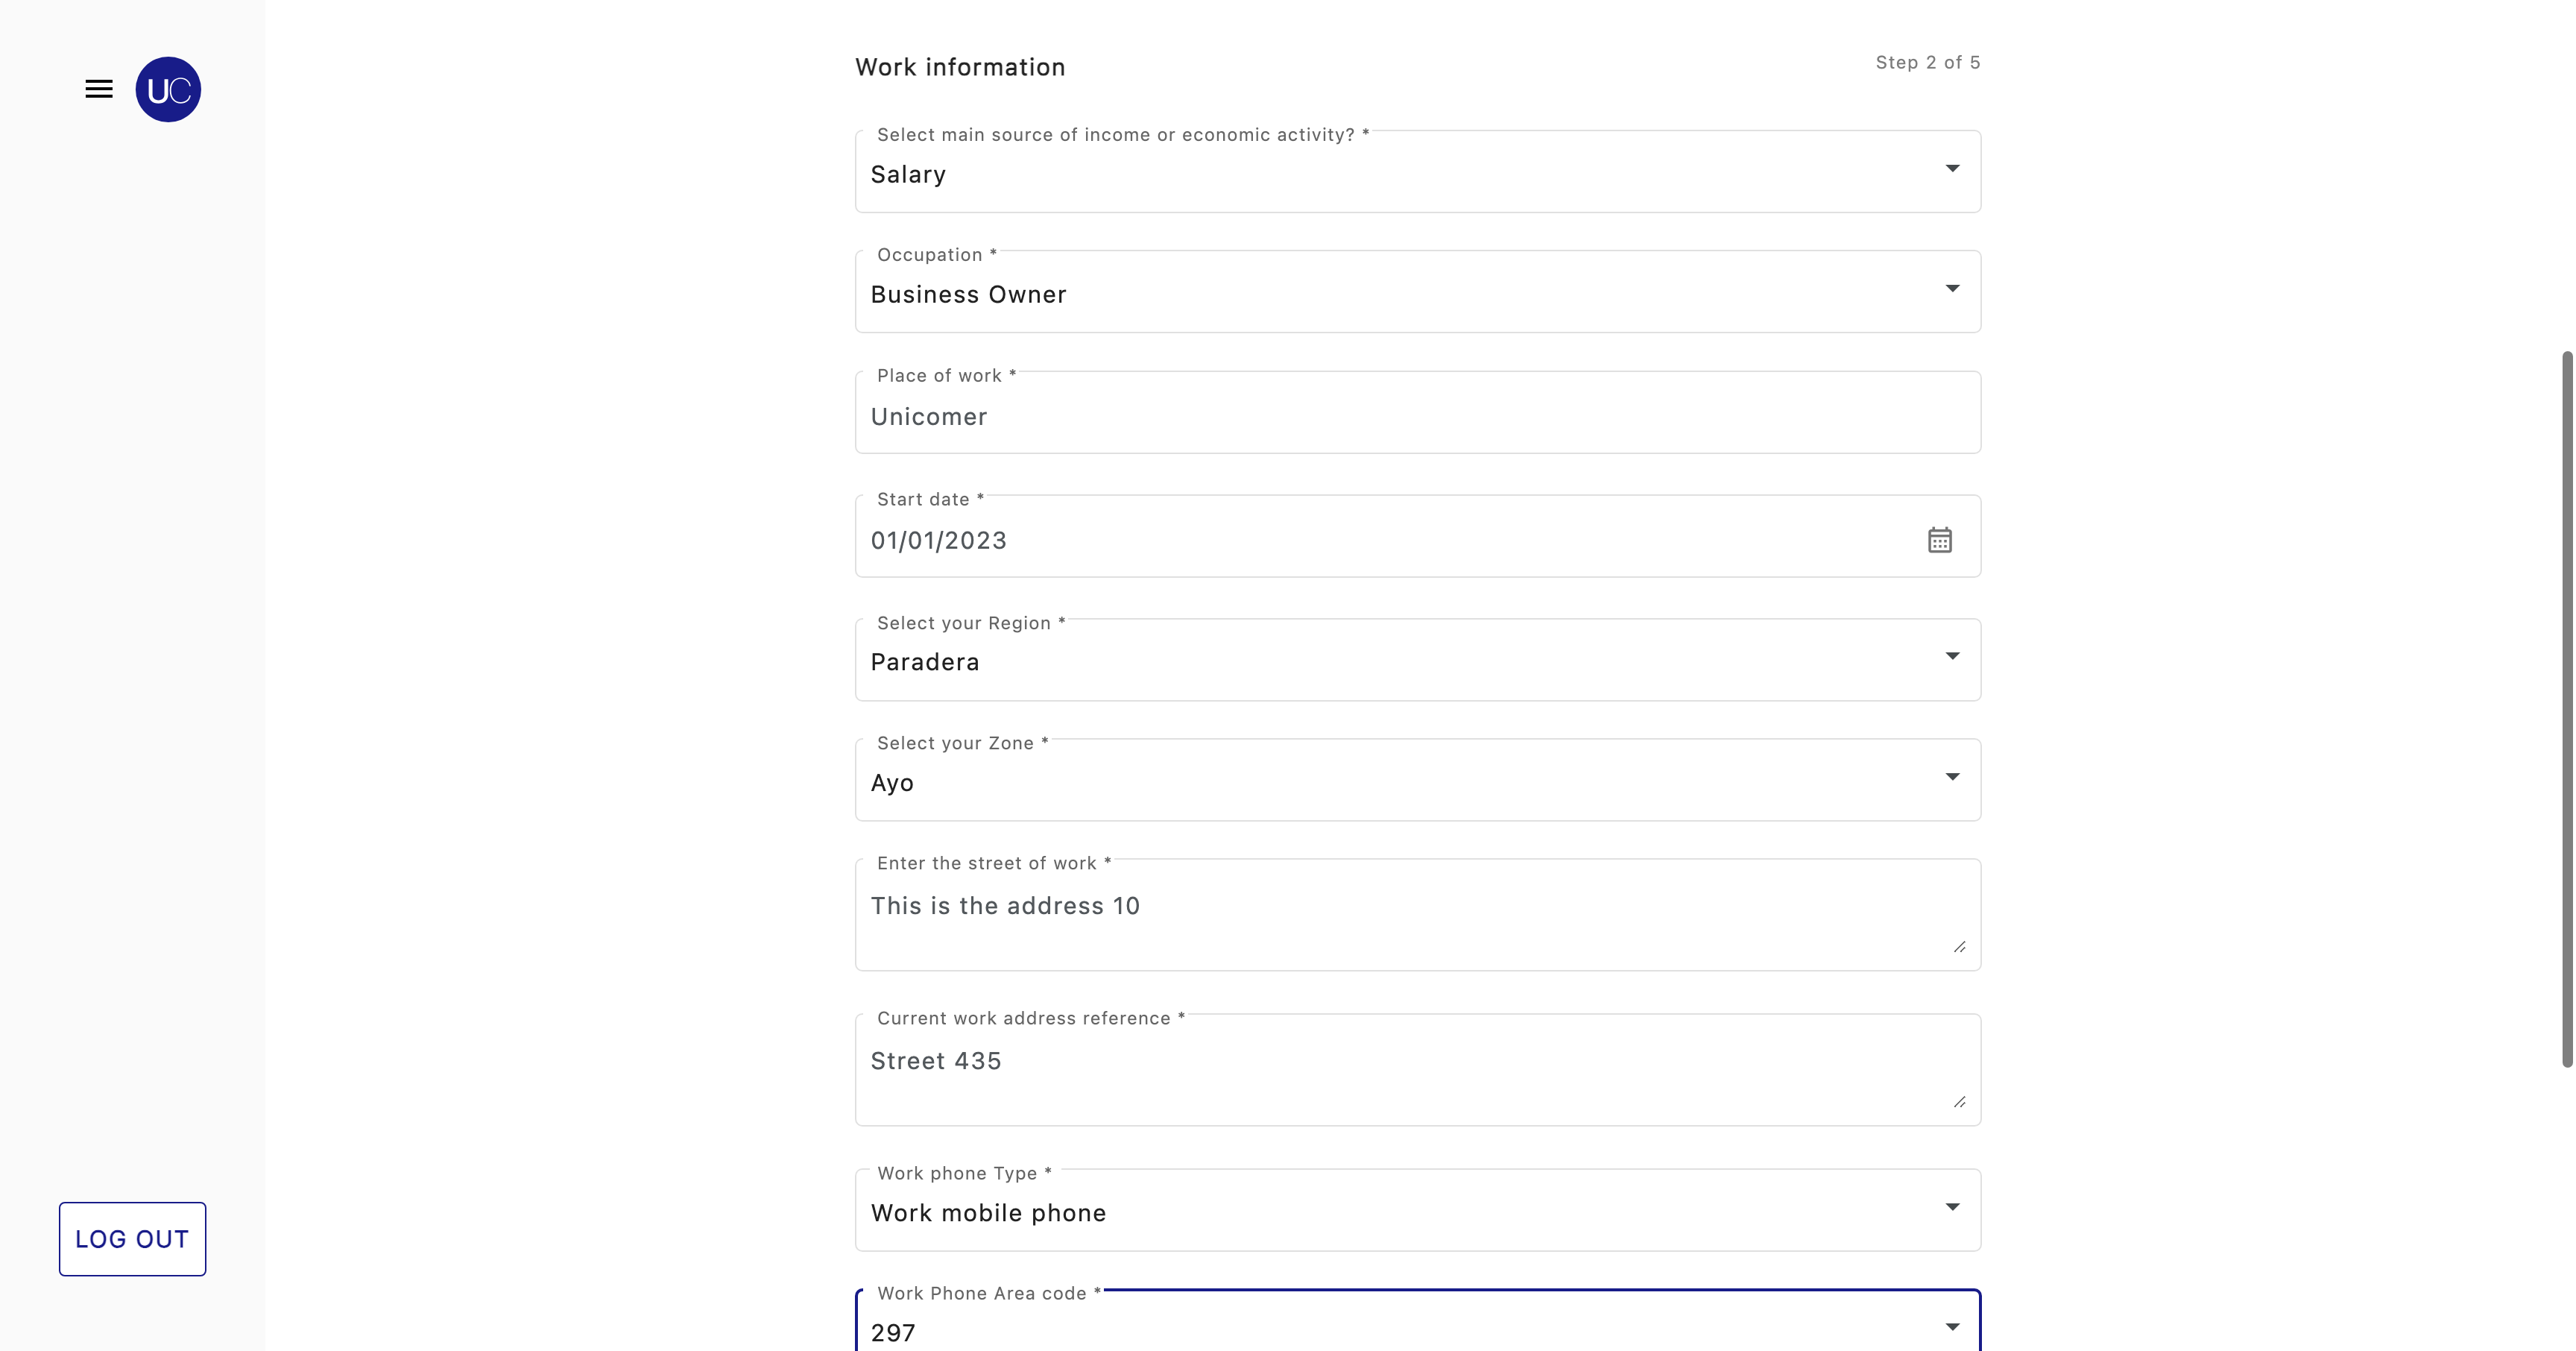 UC
Work information
Step 2 of 5
Select main source of income or economic activity? *
Salary
Occupation *
Business Owner
Place of work *
Unicomer
Start date *
01/01/2023
Select your Region *
Paradera
Select your Zone *
Ayo
Enter the street of work *
This is the address 10
Current work address reference *
Street 435
Work phone Type *
Work mobile phone
Work Phone Area code *
297
LOG OUT